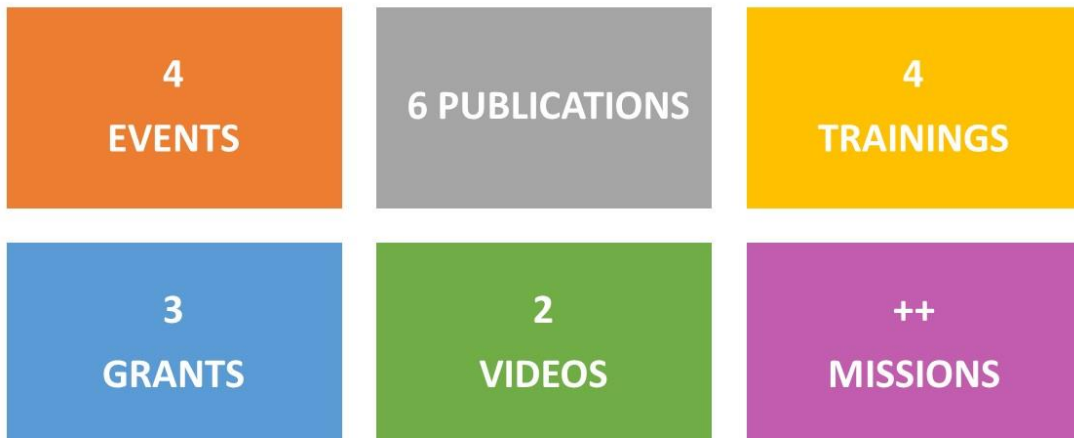 4
EVENTS
6 PUBLICATIONS
4
TRAININGS
3
GRANTS
2
VIDEOS
++
MISSIONS